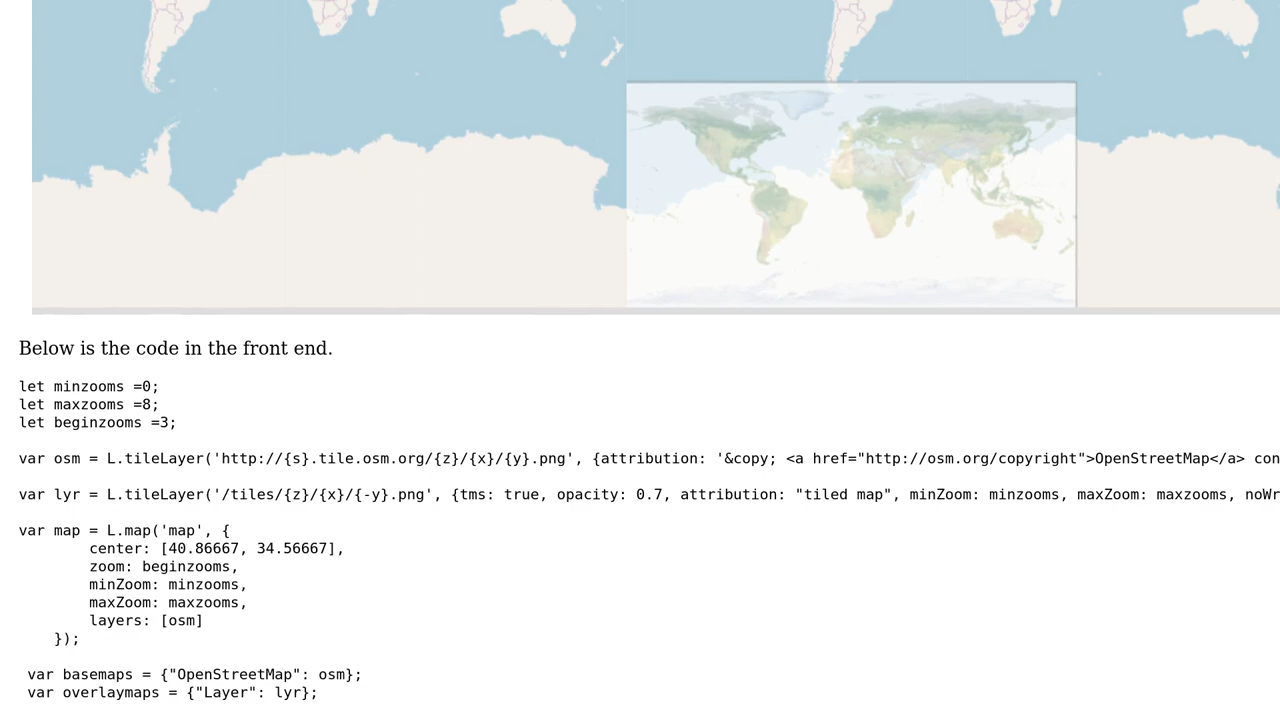 Below is the code in the front end.
let minzooms =0;
let maxzooms =8;
let beginzooms =3;
var osm = L.tileLayer('http://{s}.tile.osm.org/{z}/{x}/{y}.png', {attribution: '&copy; <a href="http://osm.org/copyright">OpenStreetMap</a> con
var lyr = L.tileLayer('/tiles/{z}/{x}/{-y}.png', {tms: true, opacity: 0.7, attribution: "tiled map", minZoom: minzooms, maxZoom: maxzooms, noWr
var map = L.map('map', {
center: [40.86667, 34.56667],
zoom: beginzooms,
minZoom: minzooms,
maxZoom: maxzooms,
layers: [osm]
});
var basemaps = {"OpenStreetMap": osm};
var overlaymaps = {"Layer": lyr};